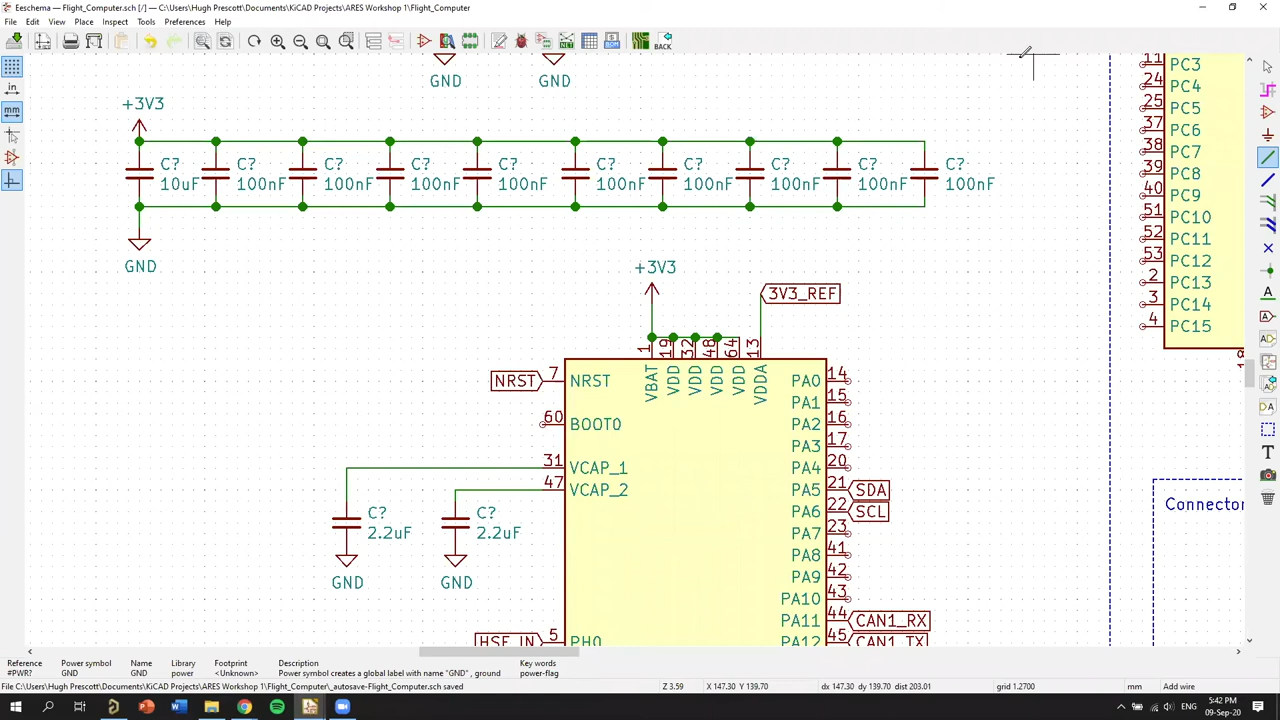 Eeschema — Flight_Computer.sch [/] — C:\Users\Hugh Prescott\Documents\KiCAD Projects\ARES Workshop 1\Flight_Computer
File Edit View Place Inspect Tools Preferences Help
BACK
in
mm
GND GND
+3V3
C? C? C? C? C? C? C? C? C? C?
10uF 100nF 100nF 100nF 100nF 100nF 100nF 100nF 100nF 100nF
GND
+3V3
3V3_REF
1 19 32 48 64 13
VBAT VDD VDD VDD VDD VDDA
NRST 7 NRST
60 BOOT0
31 VCAP_1
47 VCAP_2
C? C?
2.2uF 2.2uF
GND GND
HSE_IN 5 PH0
PA0 14
PA1 15
PA2 16
PA3 17
PA4 20
PA5 21 SDA
PA6 22 SCL
PA7 23
PA8 41
PA9 42
PA10 43
PA11 44 CAN1_RX
PA12 45 CAN1_TX
11 PC3
24 PC4
25 PC5
37 PC6
38 PC7
39 PC8
40 PC9
51 PC10
52 PC11
53 PC12
2 PC13
3 PC14
4 PC15
Connector
Reference Power symbol Name Library Footprint Description Key words
#PWR? GND GND power <Unknown> Power symbol creates a global label with name "GND" , ground power-flag
File C:\Users\Hugh Prescott\Documents\KiCAD Projects\ARES Workshop 1\Flight_Computer\_autosave-Flight_Computer.sch saved Z 3.59 X 147.30 Y 139.70 dx 147.30 dy 139.70 dist 203.01 grid 1.2700 mm Add wire
ENG 5:42 PM
09-Sep-20